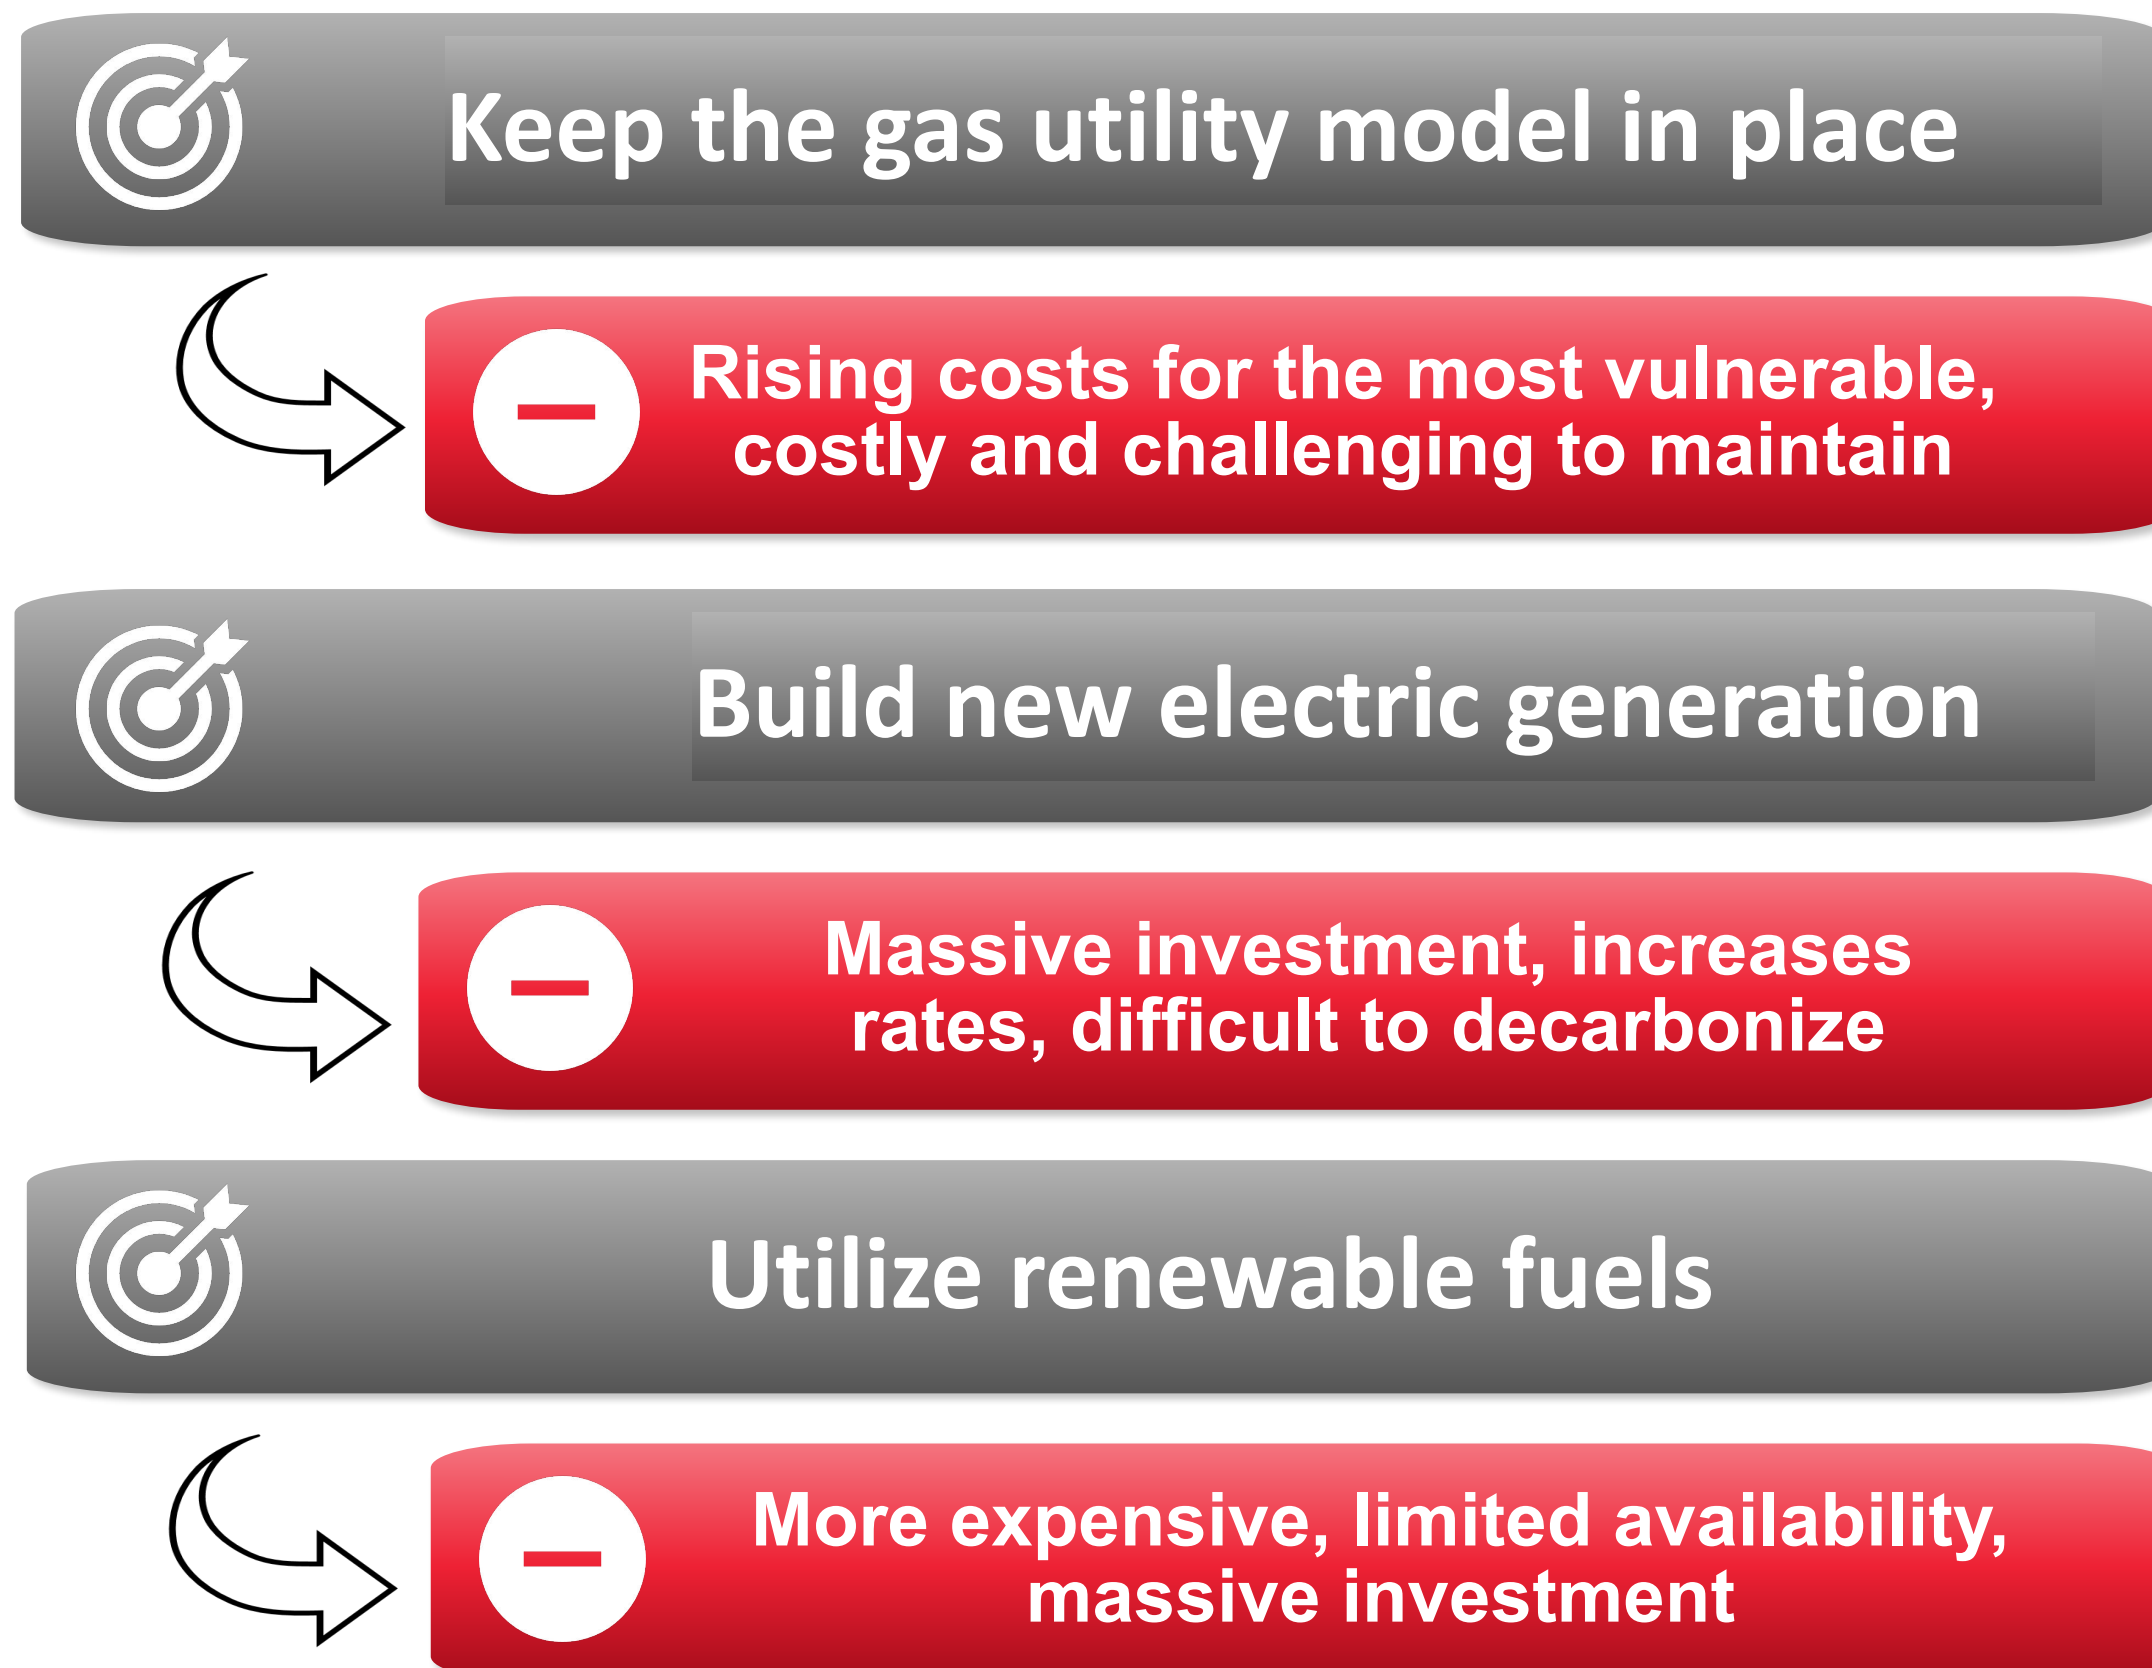 Keep the gas utility model in place
Rising costs for the most vulnerable,
costly and challenging to maintain
Build new electric generation
Massive investment, increases
rates, difficult to decarbonize
Utilize renewable fuels
More expensive, limited availability,
massive investment